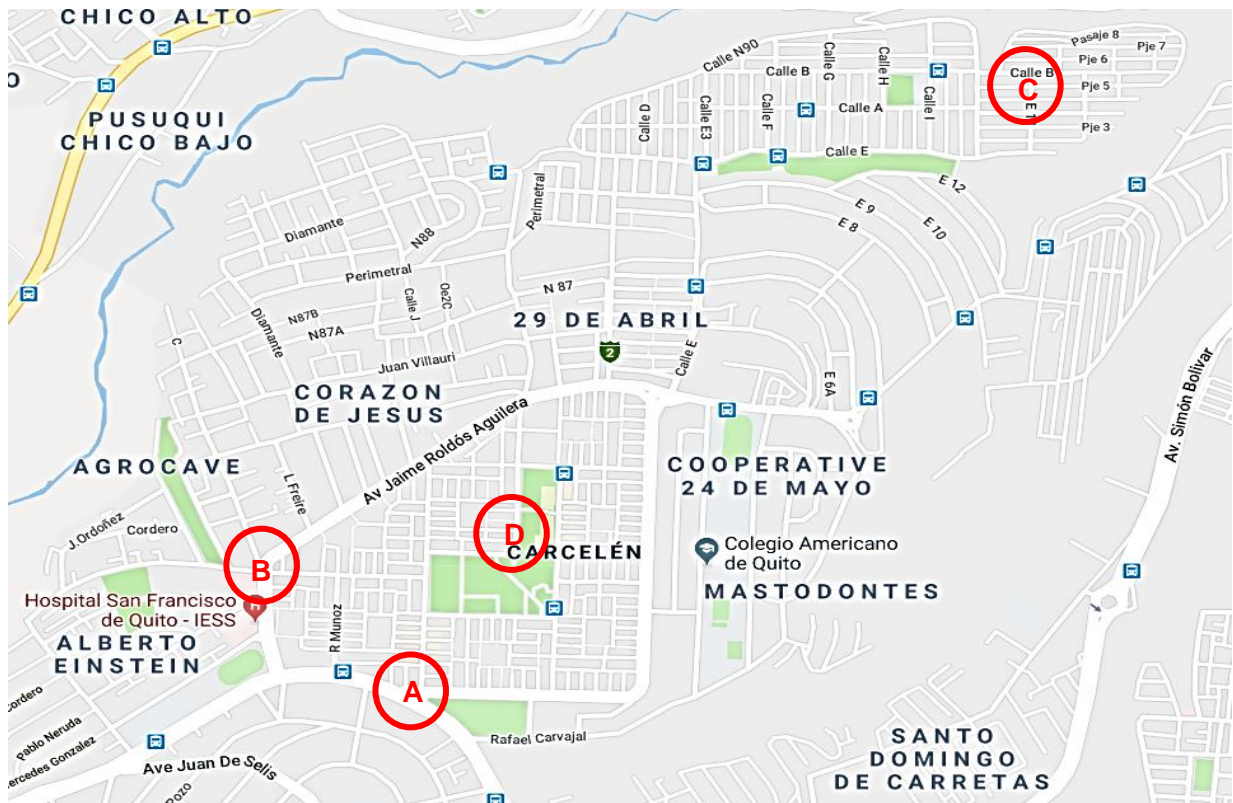 CHICO ALTO
O
PUSUQUI
CHICO BAJO
Calle N90
Calle B
Calle G
Calle H
Calle A
Calle I
Calle D
Calle E3
Calle F
Calle E
Pasaje 8
Pje 7
Pje 6
Calle B
C
Pje 5
E 1
Pje 3
E 12
E 9
E 10
E 8
Perimetral
Diamante
N88
Perimetral
Calle J
Oe2C
N 87
N87B
N87A
Diamante
C
Juan Villauri
29 DE ABRIL
2
Calle E
E 6A
CORAZON
DE JESUS
Av Jaime Roldós Aguilera
Av. Simón Bolivar
AGROCAVE
L Freire
COOPERATIVE
24 DE MAYO
J.Ordoñez
Cordero
D
CARCELÉN
B
Colegio Americano
de Quito
MASTODONTES
Hospital San Francisco
de Quito - IESS
H
R Munoz
ALBERTO
EINSTEIN
A
Cordero
Pablo Neruda
Mercedes Gonzalez
Ave Juan De Selis
Pozo
Rafael Carvajal
SANTO
DOMINGO
DE CARRETAS